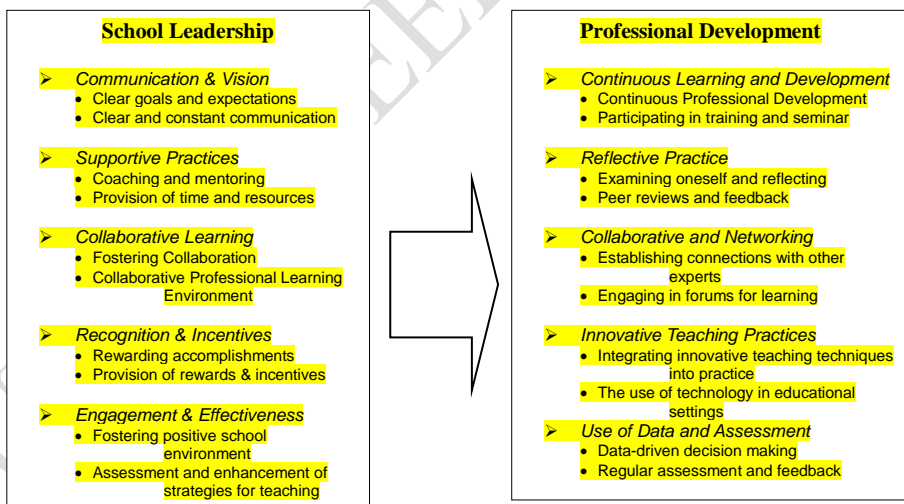 School Leadership
➢ Communication & Vision
• Clear goals and expectations
• Clear and constant communication
➢ Supportive Practices
• Coaching and mentoring
• Provision of time and resources
➢ Collaborative Learning
• Fostering Collaboration
• Collaborative Professional Learning
Environment
➢ Recognition & Incentives
• Rewarding accomplishments
• Provision of rewards & incentives
➢ Engagement & Effectiveness
• Fostering positive school
environment
• Assessment and enhancement of
strategies for teaching
Professional Development
➢ Continuous Learning and Development
• Continuous Professional Development
• Participating in training and seminar
➢ Reflective Practice
• Examining oneself and reflecting
• Peer reviews and feedback
➢ Collaborative and Networking
• Establishing connections with other
experts
• Engaging in forums for learning
➢ Innovative Teaching Practices
• Integrating innovative teaching techniques
into practice
• The use of technology in educational
settings
➢ Use of Data and Assessment
• Data-driven decision making
• Regular assessment and feedback